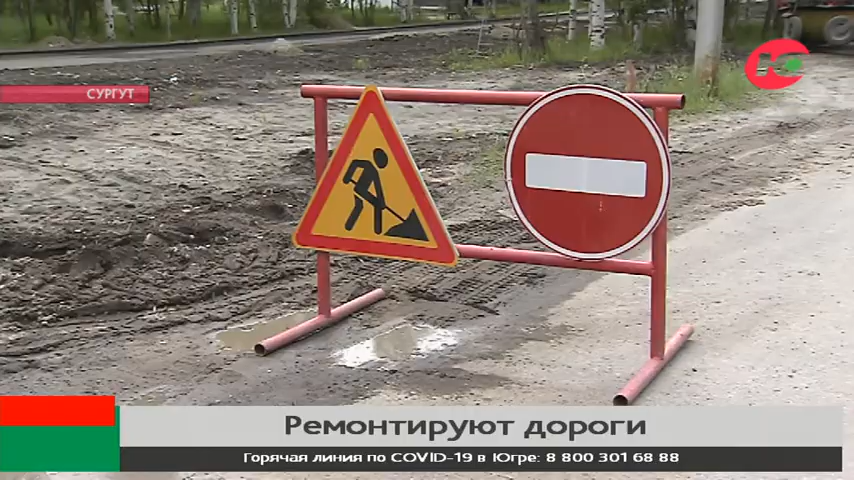 СУРГУТ
Ю
Ремонтируют дороги
Горячая линия по COVID-19 в Югре: 8 800 301 68 88